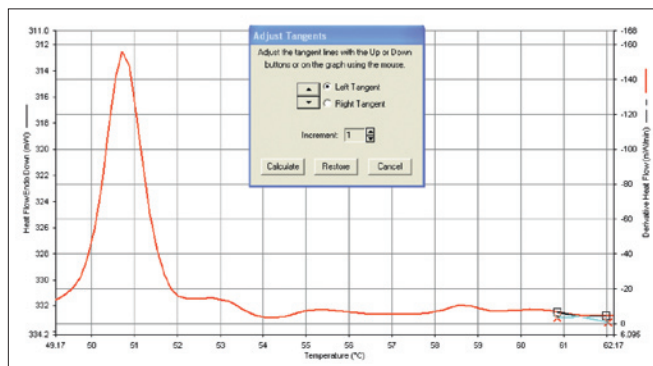 Adjust Tangents
Adjust the tangent lines with the Up or Down
buttons or on the graph using the mouse.
Left Tangent
Right Tangent
Increment: 1
Calculate Restore Cancel
Heat Flow Endo Down (mW)
311.0
312
314
316
318
320
322
324
326
328
330
332
334.2
49.17 50 51 52 53 54 55 56 57 58 59 60 61 62.17
Temperature (°C)
-166
-140
-120
-100
-80
-60
-40
-20
0
6.095
Derivative Heat Flow (mW/min)